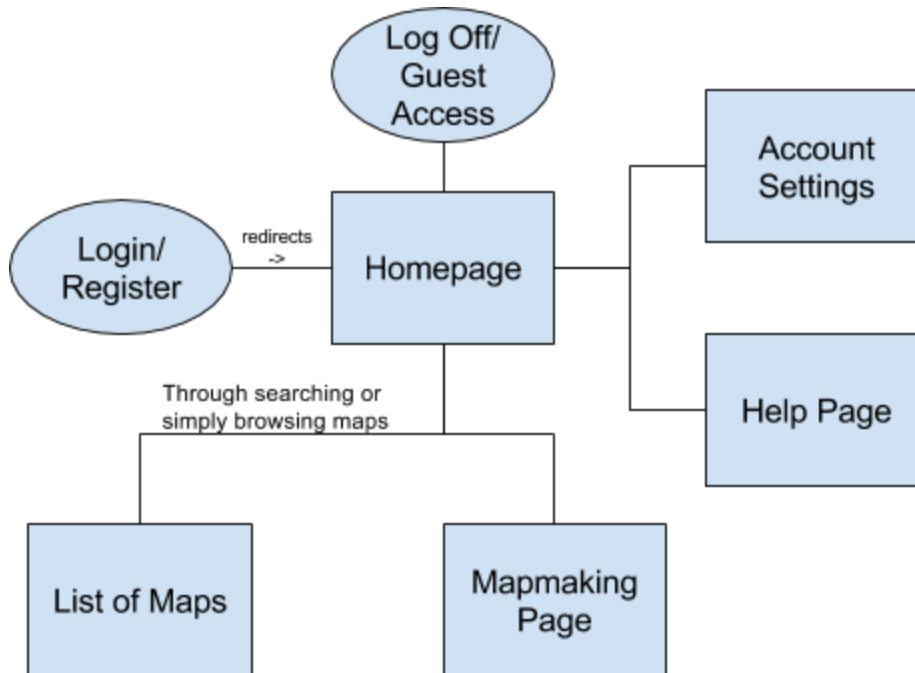 Log Off/
Guest
Access
Account
Settings
Login/
Register
redirects
->
Homepage
Through searching or
simply browsing maps
Help Page
List of Maps
Mapmaking
Page